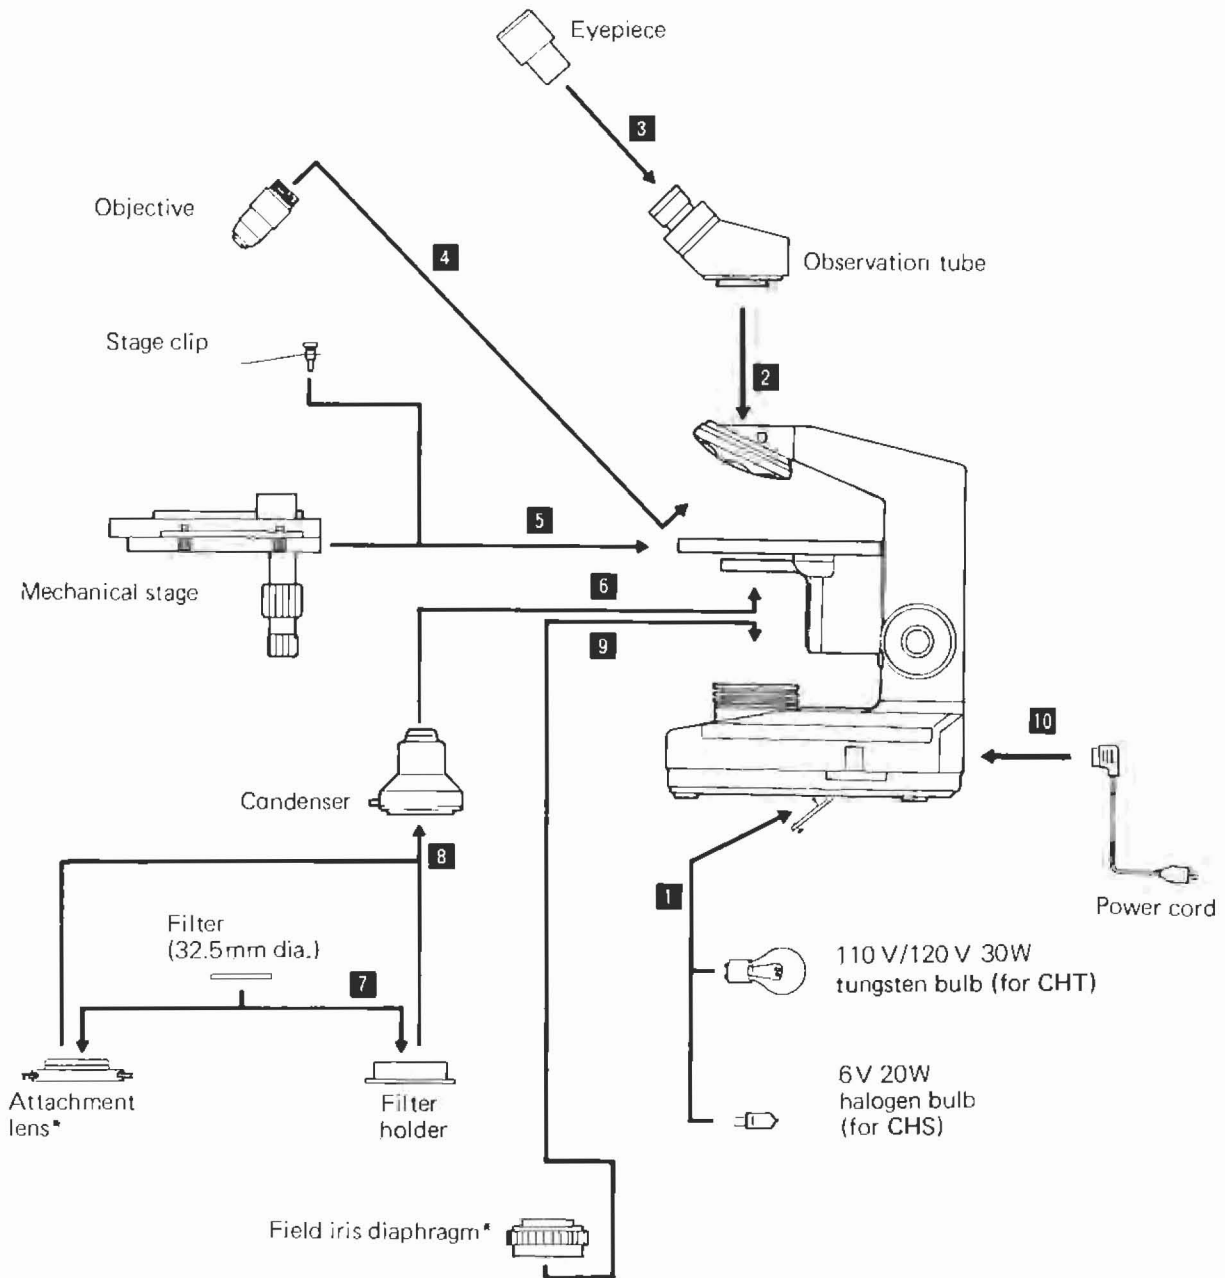 Eyepiece
3
Objective
4
Observation tube
Stage clip
2
5
Mechanical stage
6
9
10
Condenser
8
1
Power cord
Filter
(32.5mm dia.)
7
110 V/120 V 30W
tungsten bulb (for CHT)
6V 20W
halogen bulb
(for CHS)
Attachment
lens*
Filter
holder
Field iris diaphragm*